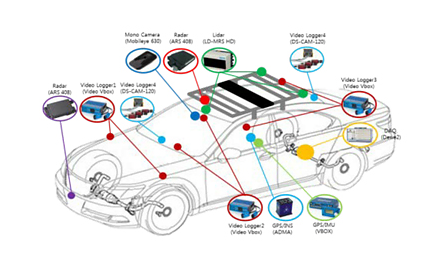 Mono Camera
(Mobileye 630)
Radar
(ARS 408)
Lidar
(LD-MRS HD)
Video Logger4
(DS-CAM-120)
Radar
(ARS 408)
Video Logger1
(Video Vbox)
Video Logger4
(DS-CAM-120)
Video Logger3
(Video Vbox)
DAQ
(Dewe2)
Video Logger2
(Video Vbox)
GPS/INS
(ADMA)
GPS/IMU
(VBOX)